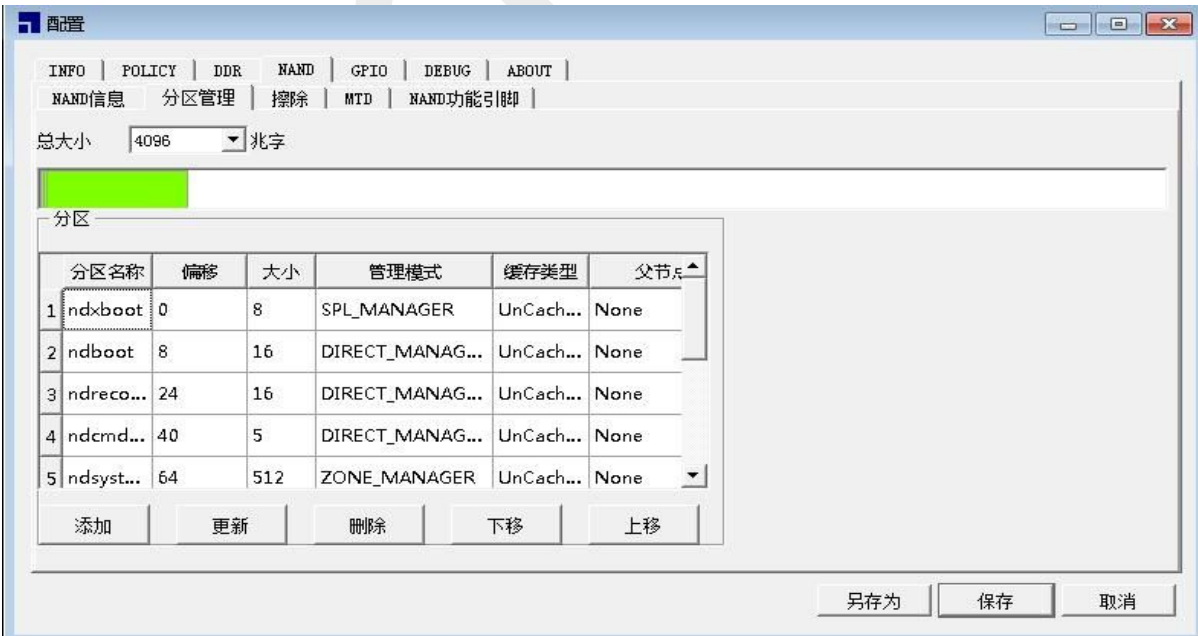 配置
INFO POLICY DDR NAND GPIO DEBUG ABOUT
NAND信息 分区管理 擦除 MTD NAND功能引脚
总大小 4096 兆字
分区
分区名称 偏移 大小 管理模式 缓存类型 父节点
1 ndxboot 0 8 SPL_MANAGER UnCach... None
2 ndboot 8 16 DIRECT_MANAG... UnCach... None
3 ndreco... 24 16 DIRECT_MANAG... UnCach... None
4 ndcmd... 40 5 DIRECT_MANAG... UnCach... None
5 ndsyst... 64 512 ZONE_MANAGER UnCach... None
添加 更新 删除 下移 上移
另存为 保存 取消